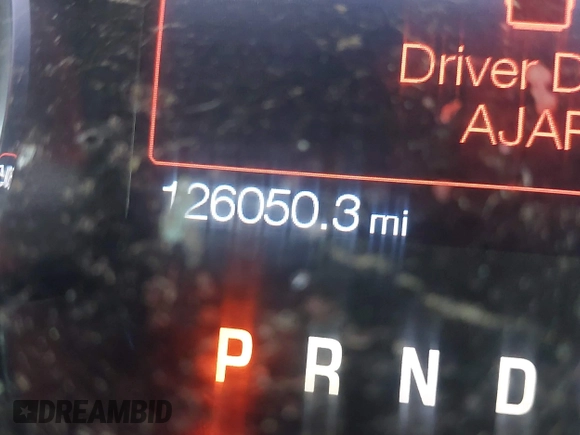 Driver D
AJAR
126050.3 mi
P R N D
DREAMBID